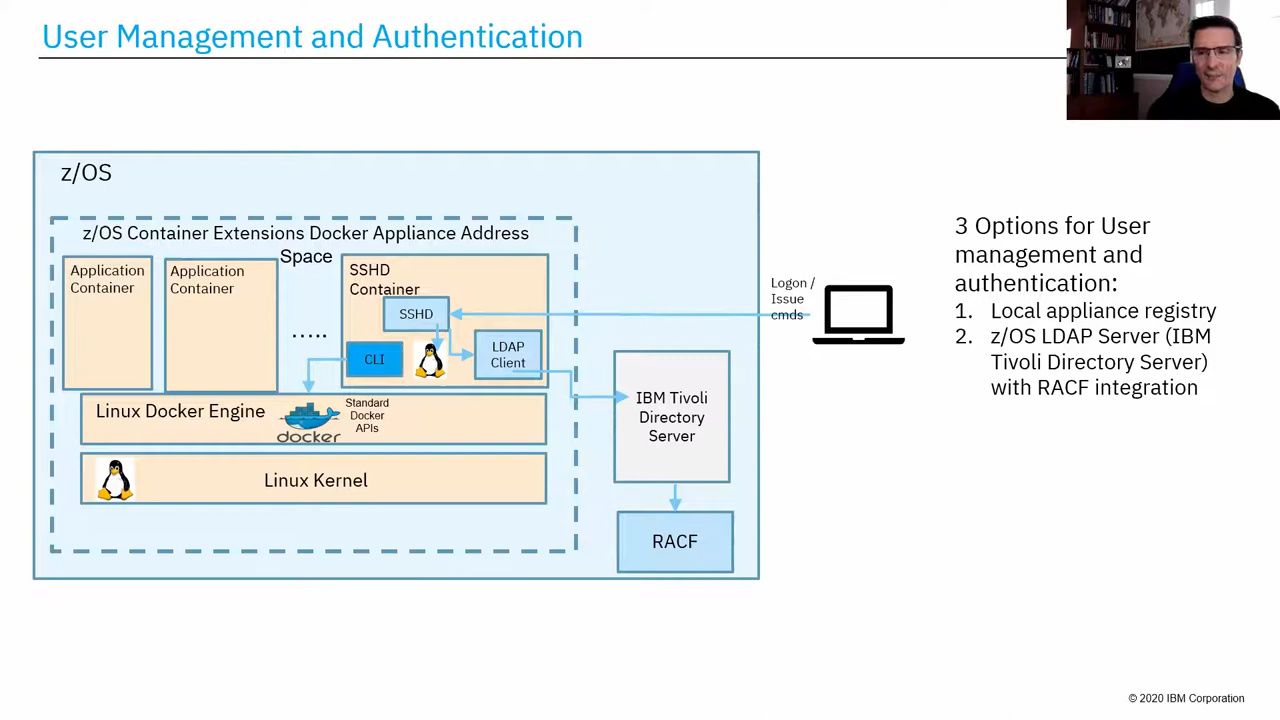 User Management and Authentication
z/OS
z/OS Container Extensions Docker Appliance Address
Space
Application
Container
Application
Container
.....
SSHD
Container
SSHD
CLI
LDAP
Client
Logon /
Issue
cmds
Linux Docker Engine
docker
Standard
Docker
APIs
Linux Kernel
IBM Tivoli
Directory
Server
RACF
3 Options for User
management and
authentication:
1. Local appliance registry
2. z/OS LDAP Server (IBM
Tivoli Directory Server)
with RACF integration
© 2020 IBM Corporation